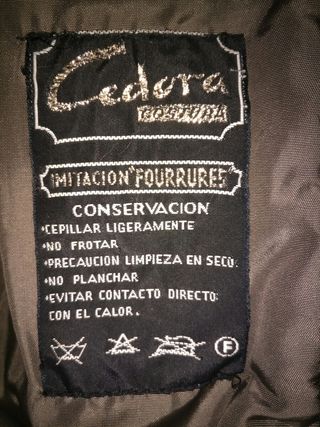 Cedora
IMITACION "FOURRURES"
CONSERVACION
·CEPILLAR LIGERAMENTE
·NO FROTAR
·PRECAUCION LIMPIEZA EN SECO.
·NO PLANCHAR
·EVITAR CONTACTO DIRECTO
CON EL CALOR.
F